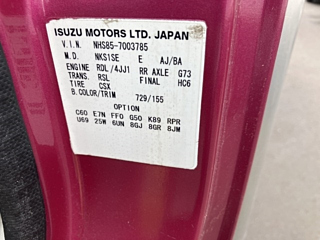 ISUZU MOTORS LTD. JAPAN
V.I.N. NHS85-7003785
M.D. NKS1SE E AJ/BA
ENGINE RDL/4JJ1 RR AXLE G73
TRANS. RSL FINAL HC6
TIRE CSX
B.COLOR/TRIM 729/155
OPTION
C60 E7N FF0 G50 K89 RPR
U69 25W 6UN 8GJ 8GR 8JM